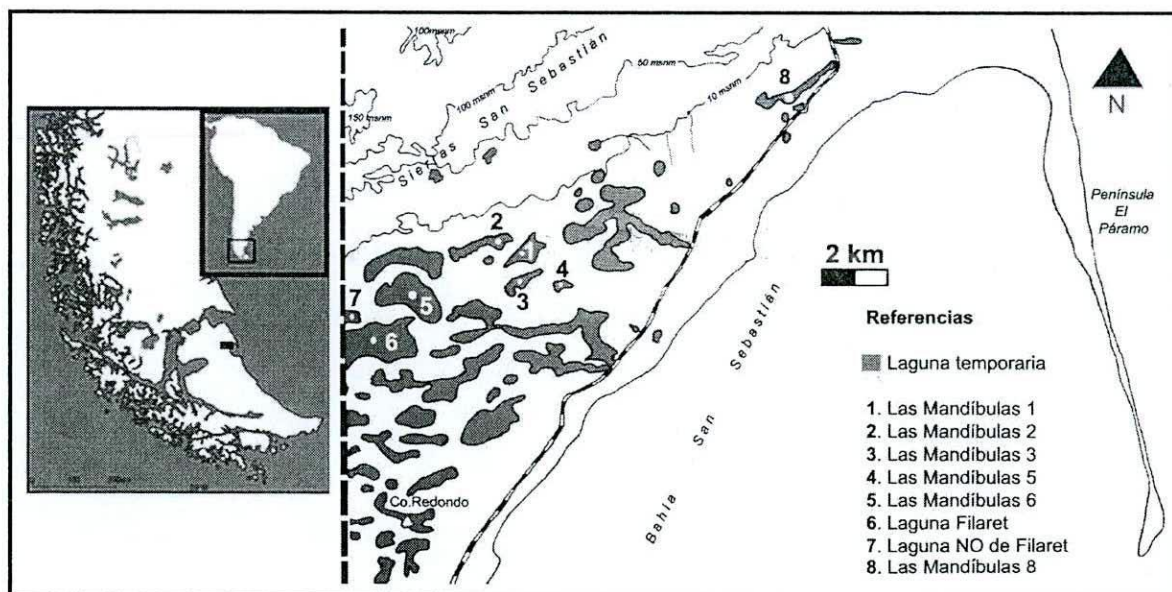 100msnm
100 msnm
50 msnm
150 msnm
10 msnm
Sierras San Sebastián
8
N
Península
El
Páramo
2
1
4
3
5
7
6
2 km
Bahía San Sebastián
Co.Redondo
Referencias
Laguna temporaria
1. Las Mandíbulas 1
2. Las Mandíbulas 2
3. Las Mandíbulas 3
4. Las Mandíbulas 5
5. Las Mandíbulas 6
6. Laguna Filaret
7. Laguna NO de Filaret
8. Las Mandíbulas 8